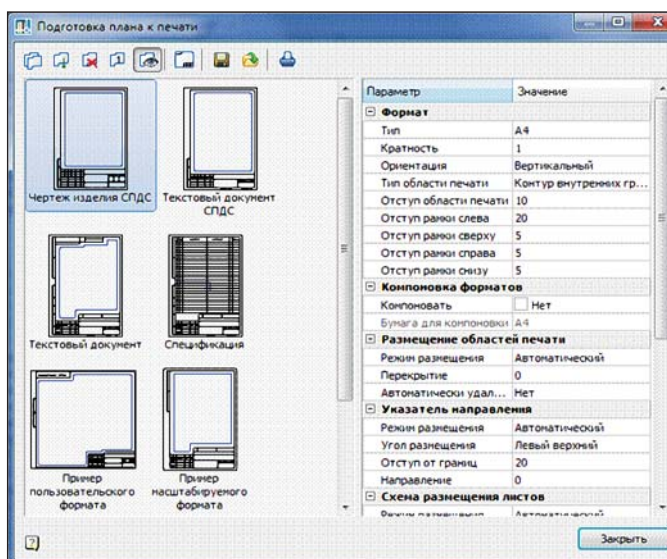 Подготовка плана к печати
Чертеж изделия СПДС
Текстовый документ
СПДС
Текстовый документ
Спецификация
Пример
пользовательского
формата
Пример
масштабируемого
формата
Параметр Значение
Формат
Тип A4
Кратность 1
Ориентация Вертикальный
Тип области печати Контур внутренних гр...
Отступ области печати 10
Отступ рамки слева 20
Отступ рамки сверху 5
Отступ рамки справа 5
Отступ рамки снизу 5
Компоновка форматов
Компоновать Нет
Бумага для компоновки A4
Размещение областей печати
Режим размещения Автоматический
Перекрытие 0
Автоматически удал... Нет
Указатель направления
Режим размещения Автоматический
Угол размещения Левый верхний
Отступ от границ 20
Направление 0
Схема размещения листов
Режим размещения Автоматический
Закрыть